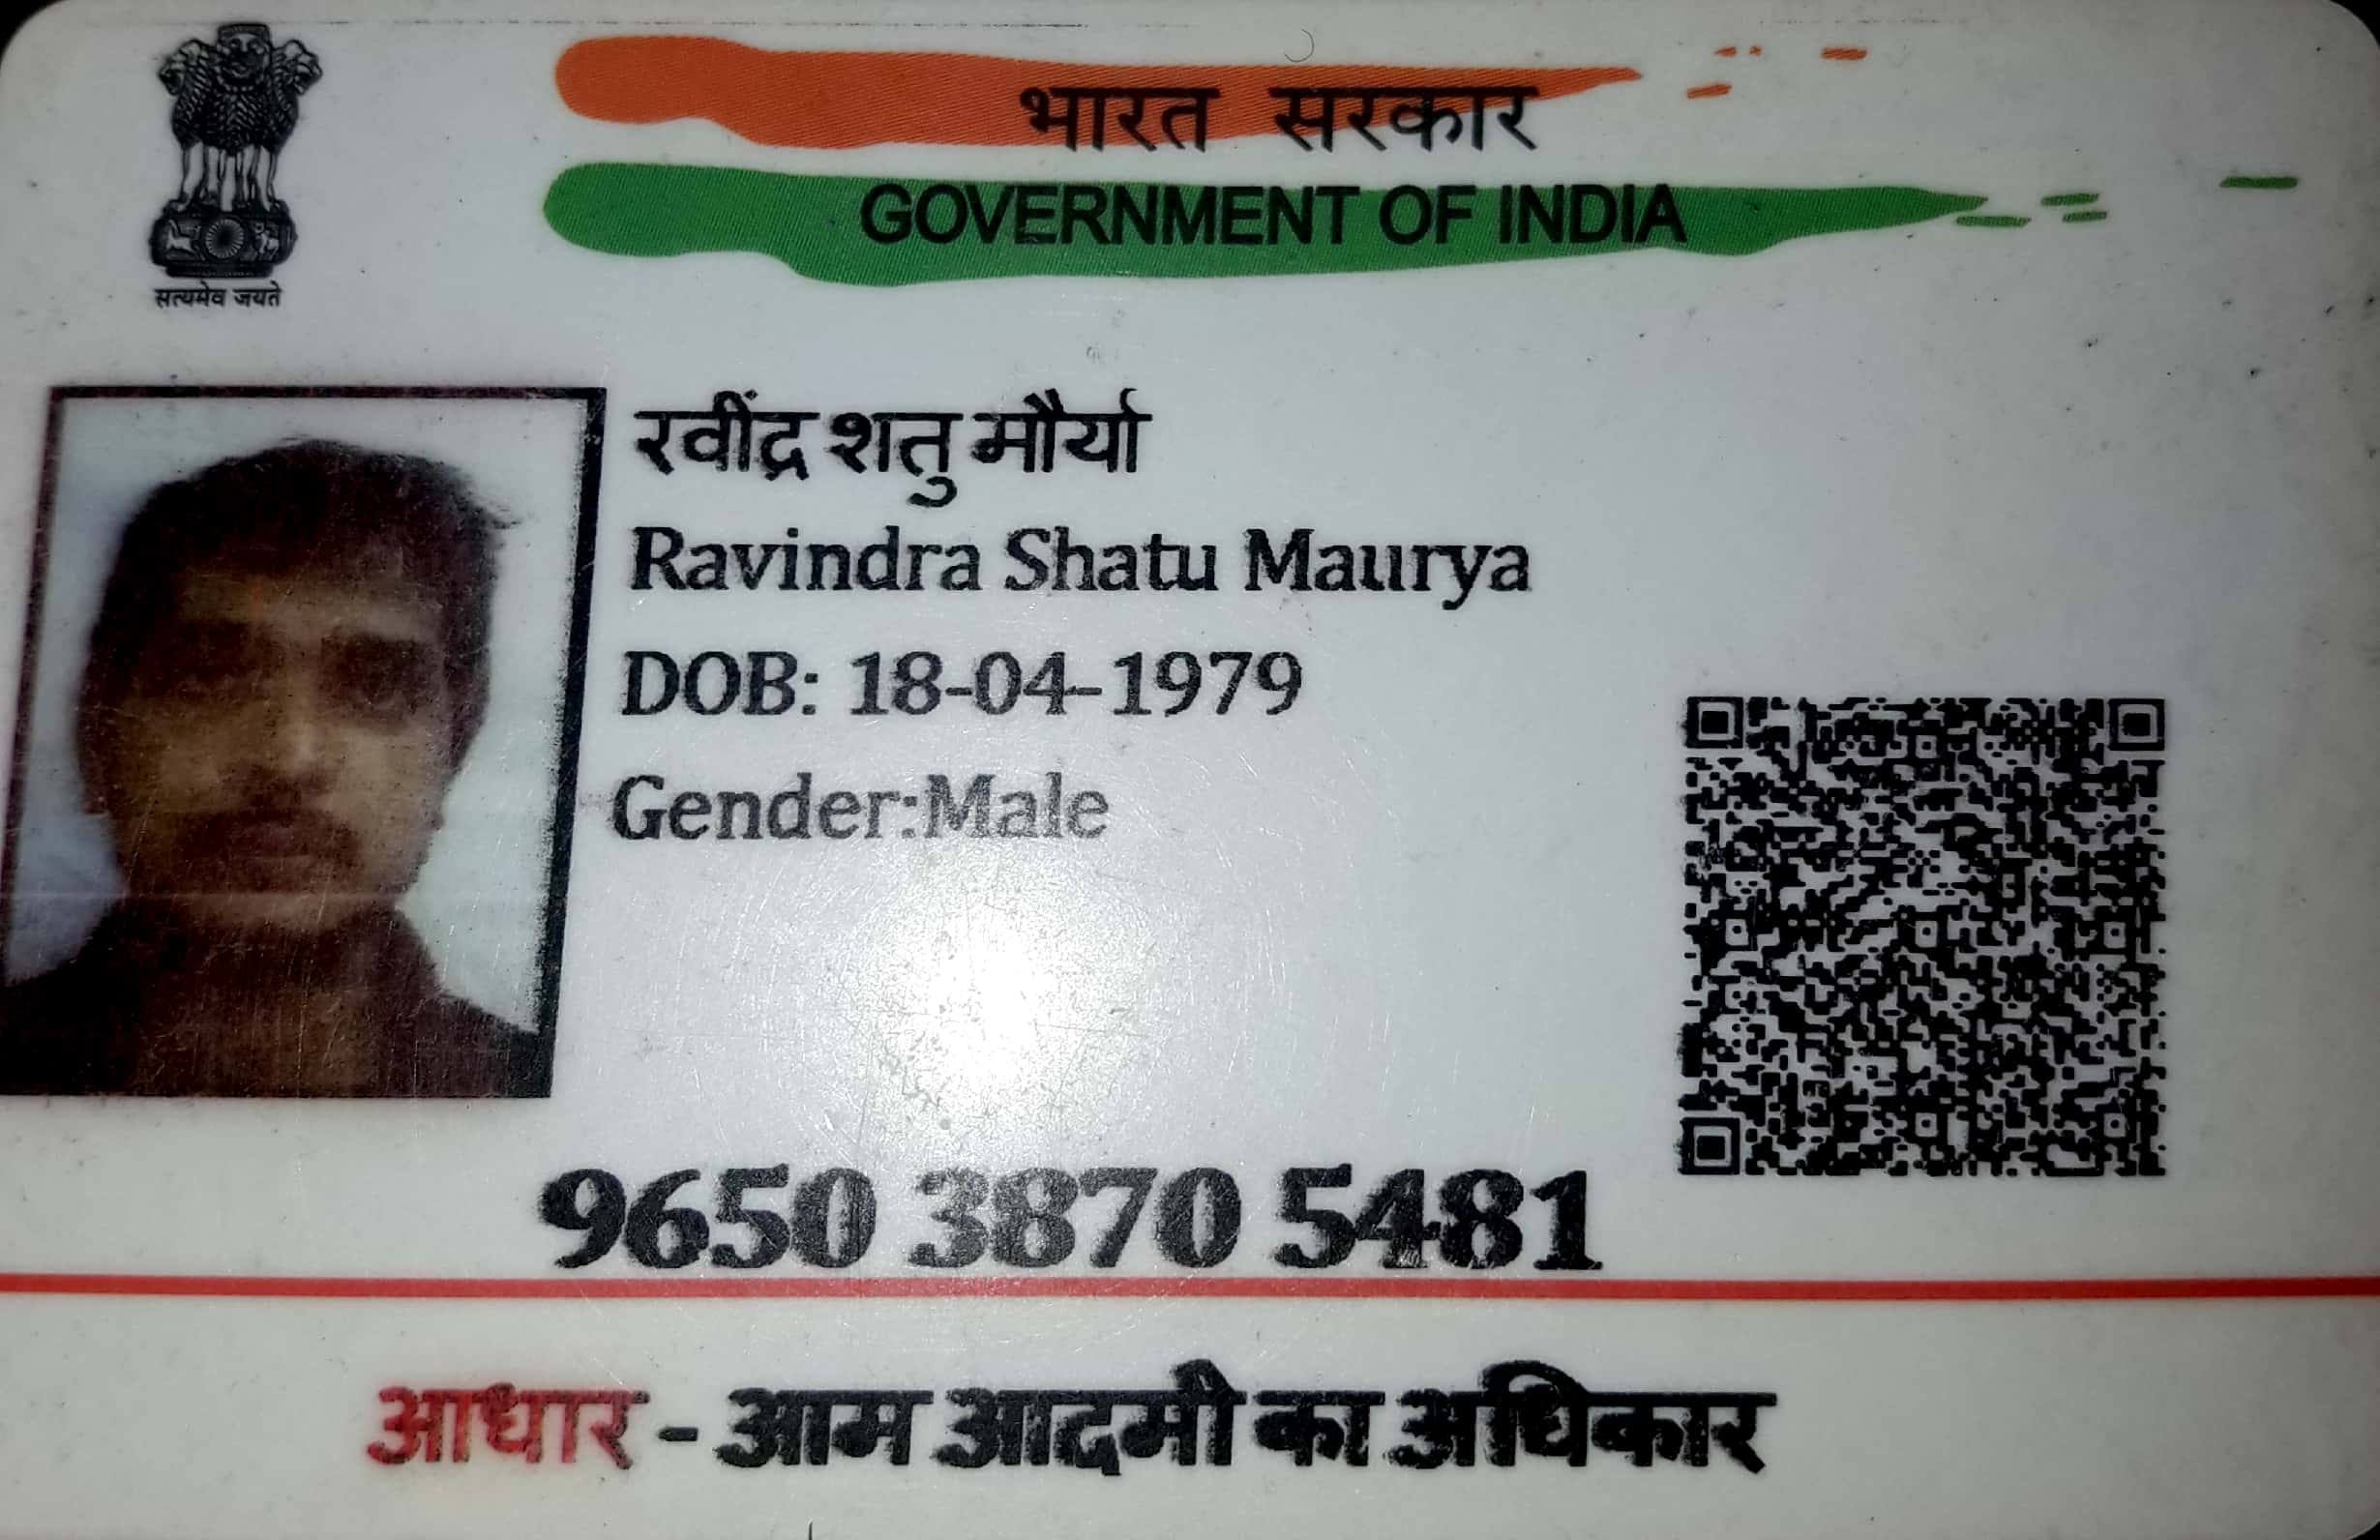 भारत सरकार
GOVERNMENT OF INDIA
सत्यमेव जयते
रवींद्र शतु मौर्या
Ravindra Shatu Maurya
DOB: 18-04-1979
Gender:Male
9650 3870 5481
आधार - आम आदमी का अधिकार